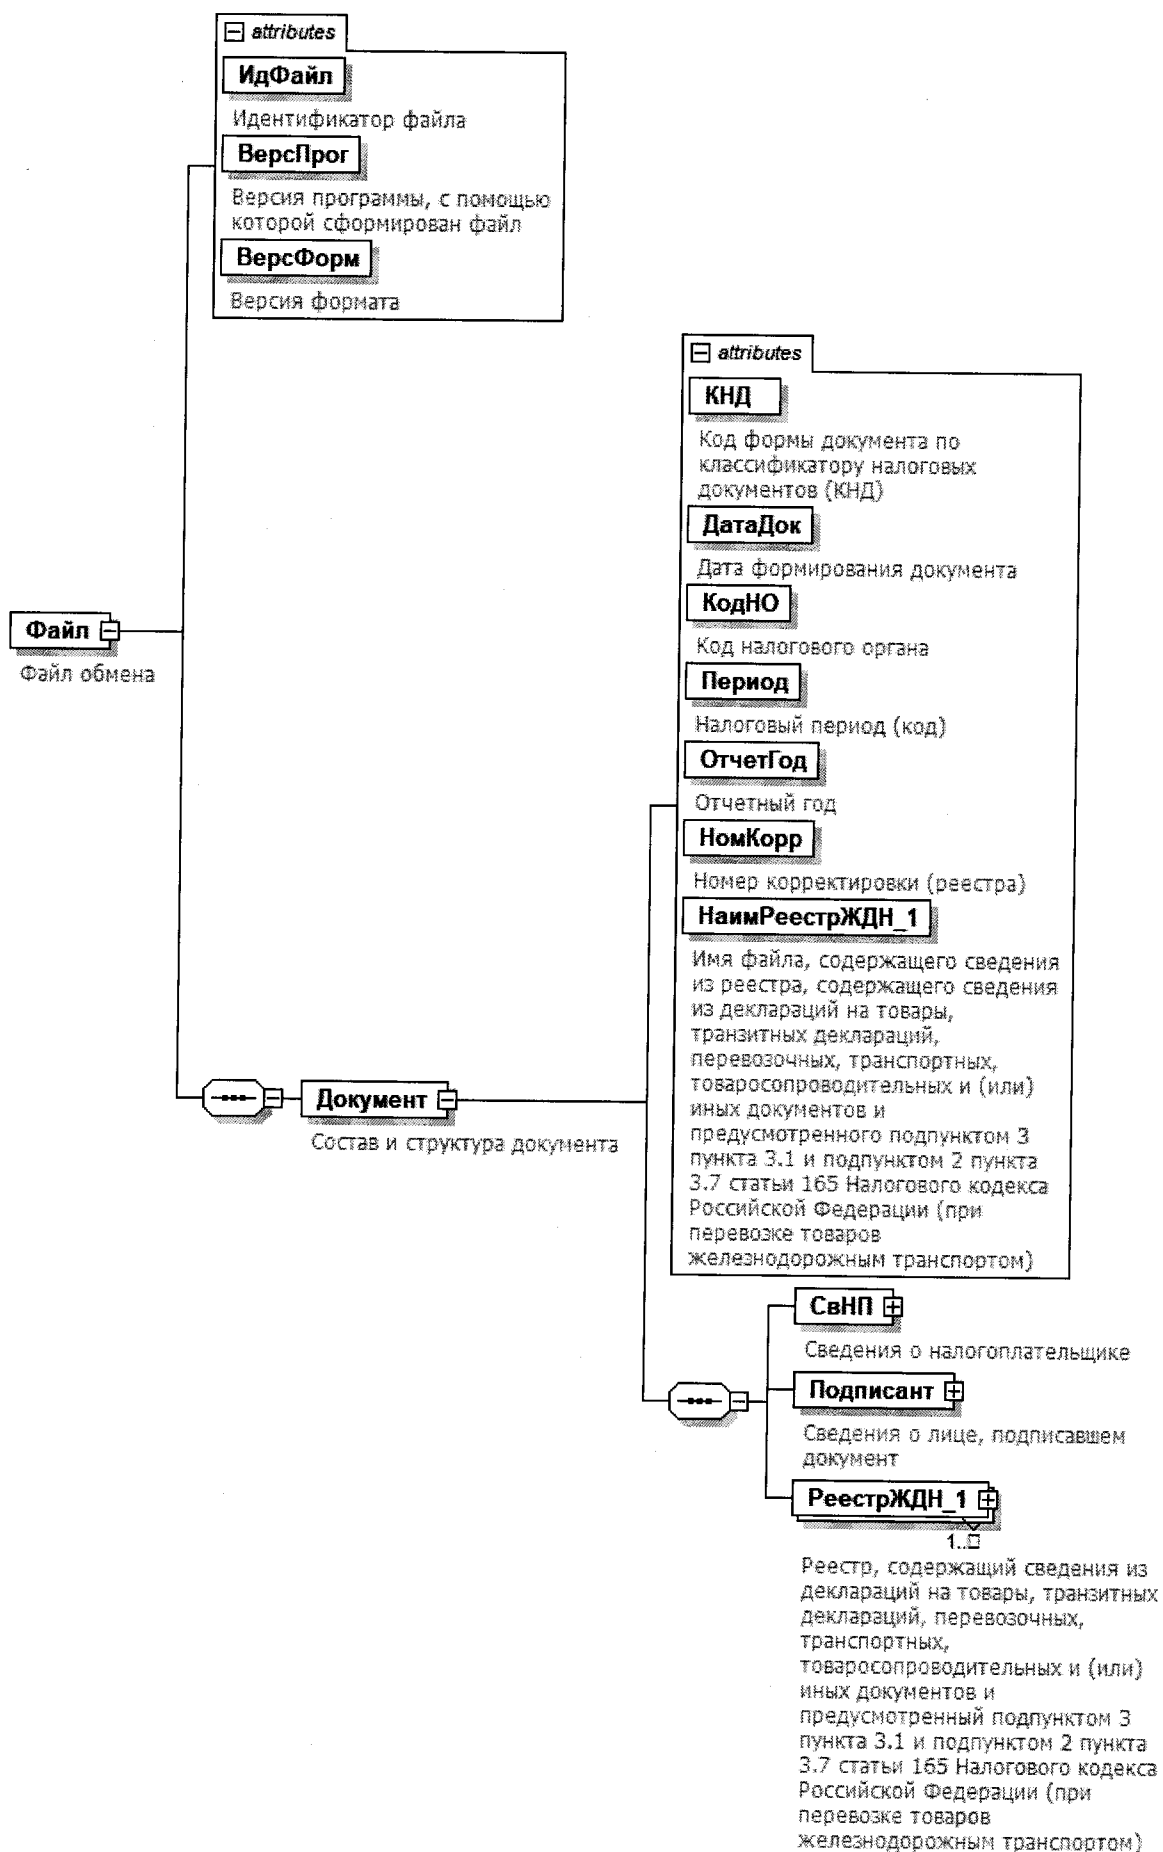 attributes
ИдФайл
Идентификатор файла
ВерсПрог
Версия программы, с помощью
которой сформирован файл
ВерсФорм
Версия формата
attributes
КНД
Код формы документа по
классификатору налоговых
документов (КНД)
ДатаДок
Дата формирования документа
КодНО
Код налогового органа
Период
Налоговый период (код)
ОтчетГод
Отчетный год
НомКорр
Номер корректировки (реестра)
НаимРеестрЖДН_1
Имя файла, содержащего сведения
из реестра, содержащего сведения
из деклараций на товары,
транзитных деклараций,
перевозочных, транспортных,
товаросопроводительных и (или)
иных документов и
предусмотренного подпунктом 3
пункта 3.1 и подпунктом 2 пункта
3.7 статьи 165 Налогового кодекса
Российской Федерации (при
перевозке товаров
железнодорожным транспортом)
Файл
Файл обмена
Документ
Состав и структура документа
СвНП
Сведения о налогоплательщике
Подписант
Сведения о лице, подписавшем
документ
РеестрЖДН_1
1..□
Реестр, содержащий сведения из
деклараций на товары, транзитных
деклараций, перевозочных,
транспортных,
товаросопроводительных и (или)
иных документов и
предусмотренный подпунктом 3
пункта 3.1 и подпунктом 2 пункта
3.7 статьи 165 Налогового кодекса
Российской Федерации (при
перевозке товаров
железнодорожным транспортом)